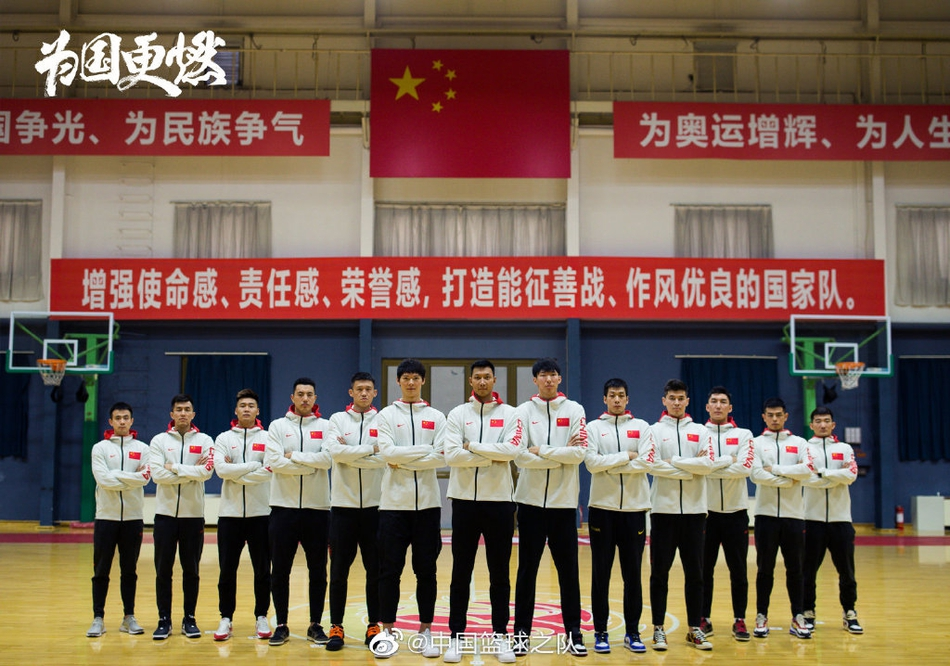 为国更燃
国争光、为民族争气
为奥运增辉、为人生
增强使命感、责任感、荣誉感,打造能征善战、作风优良的国家队。
CHINA
@中国篮球之队